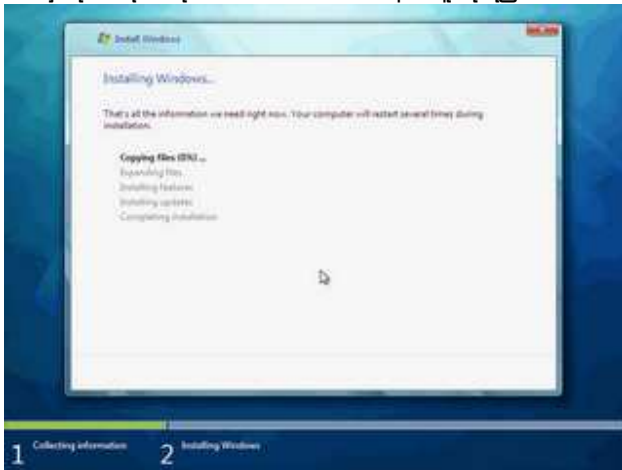 Install Windows
Installing Windows...
That's all the information we need right now. Your computer will restart several times during
installation.
Copying files (0%) ...
Expanding files
Installing features
Installing updates
Completing installation
1 Collecting information 2 Installing Windows